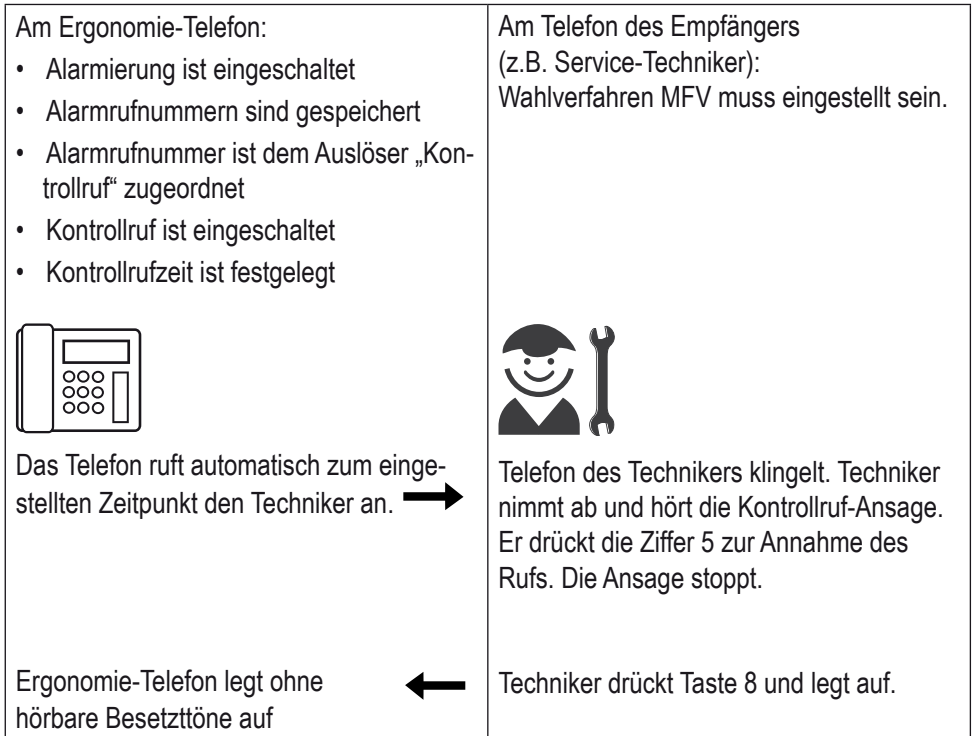 Am Ergonomie-Telefon:
• Alarmierung ist eingeschaltet
• Alarmrufnummern sind gespeichert
• Alarmrufnummer ist dem Auslöser „Kon-
trollruf“ zugeordnet
• Kontrollruf ist eingeschaltet
• Kontrollrufzeit ist festgelegt
Am Telefon des Empfängers
(z.B. Service-Techniker):
Wahlverfahren MFV muss eingestellt sein.
Das Telefon ruft automatisch zum einge-
stellten Zeitpunkt den Techniker an.
Telefon des Technikers klingelt. Techniker
nimmt ab und hört die Kontrollruf-Ansage.
Er drückt die Ziffer 5 zur Annahme des
Rufs. Die Ansage stoppt.
Ergonomie-Telefon legt ohne
hörbare Besetzttöne auf
Techniker drückt Taste 8 und legt auf.